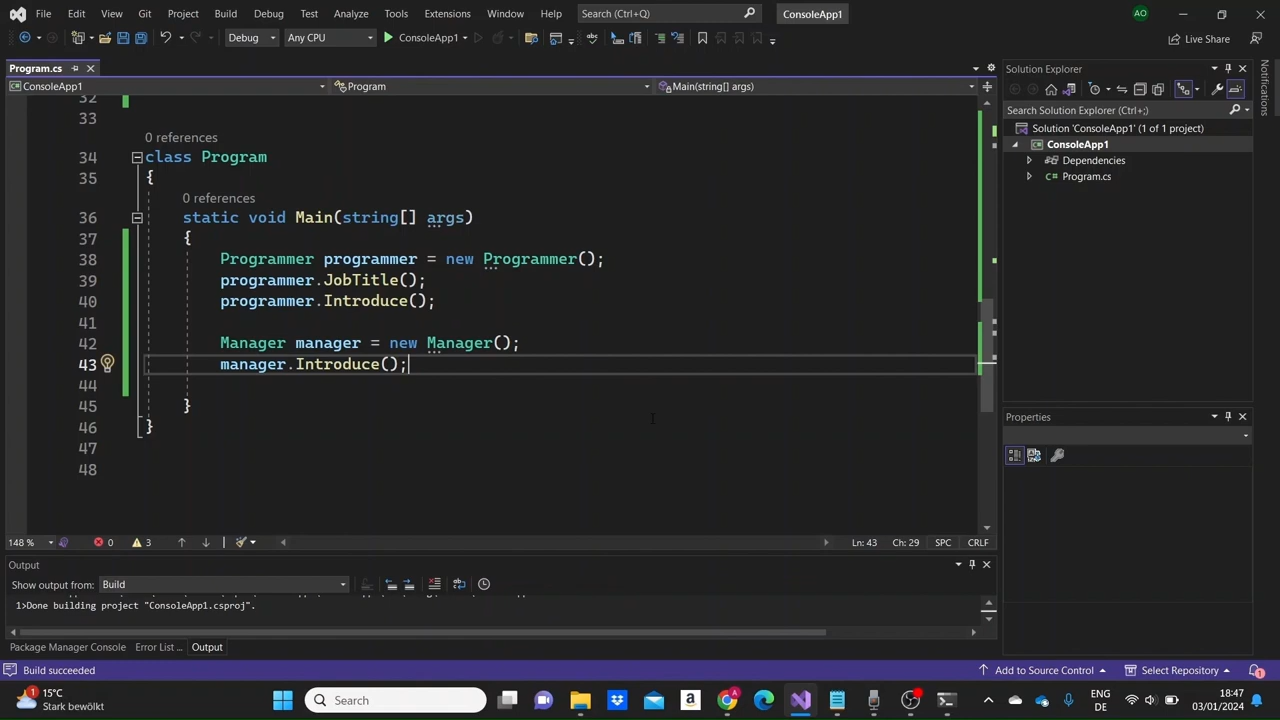 File Edit View Git Project Build Debug Test Analyze Tools Extensions Window Help Search (Ctrl+Q) ConsoleApp1 AO
Debug Any CPU ConsoleApp1 Live Share
Program.cs
ConsoleApp1 Program Main(string[] args)
32
33
0 references
34 class Program
35 {
0 references
36 static void Main(string[] args)
37 {
38 Programmer programmer = new Programmer();
39 programmer.JobTitle();
40 programmer.Introduce();
41
42 Manager manager = new Manager();
43 manager.Introduce();
44
45 }
46 }
47
48
148 % 0 3 Ln: 43 Ch: 29 SPC CRLF
Output
Show output from: Build
1>Done building project "ConsoleApp1.csproj".
Package Manager Console Error List ... Output
Solution Explorer
Search Solution Explorer (Ctrl+;)
Solution 'ConsoleApp1' (1 of 1 project)
ConsoleApp1
Dependencies
C# Program.cs
Properties
Notifications
Build succeeded Add to Source Control Select Repository 1
1 15°C
Stark bewölkt
Search
ENG
DE
18:47
03/01/2024